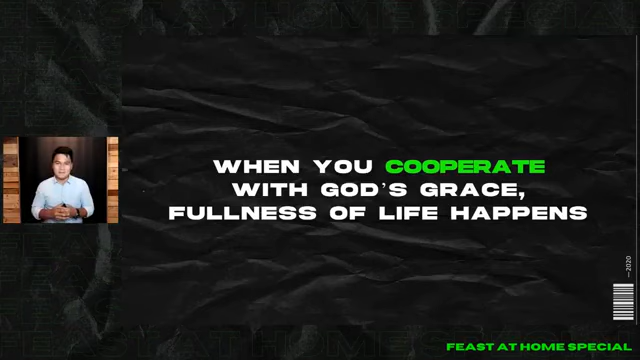 WHEN YOU COOPERATE
WITH GOD'S GRACE,
FULLNESS OF LIFE HAPPENS
—2020
FEAST AT HOME SPECIAL